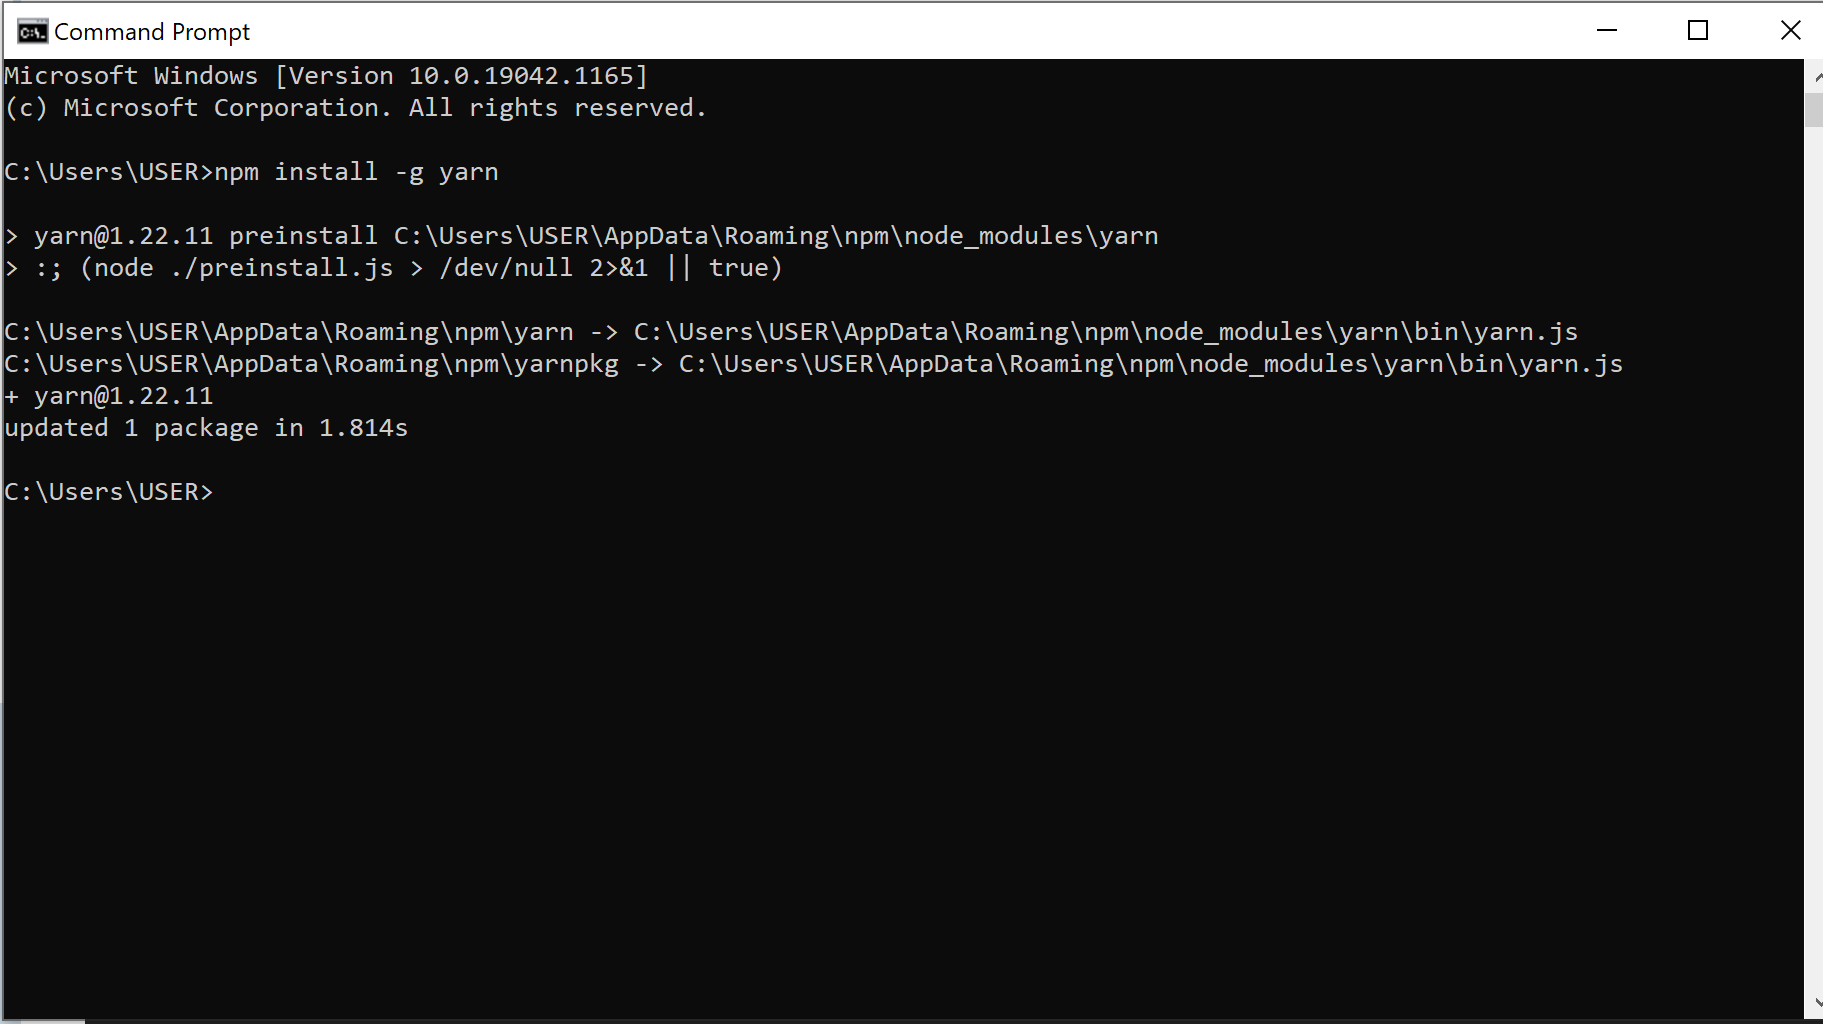 Command Prompt
Microsoft Windows [Version 10.0.19042.1165]
(c) Microsoft Corporation. All rights reserved.
C:\Users\USER>npm install -g yarn
> yarn@1.22.11 preinstall C:\Users\USER\AppData\Roaming\npm\node_modules\yarn
> :; (node ./preinstall.js > /dev/null 2>&1 || true)
C:\Users\USER\AppData\Roaming\npm\yarn -> C:\Users\USER\AppData\Roaming\npm\node_modules\yarn\bin\yarn.js
C:\Users\USER\AppData\Roaming\npm\yarnpkg -> C:\Users\USER\AppData\Roaming\npm\node_modules\yarn\bin\yarn.js
+ yarn@1.22.11
updated 1 package in 1.814s
C:\Users\USER>